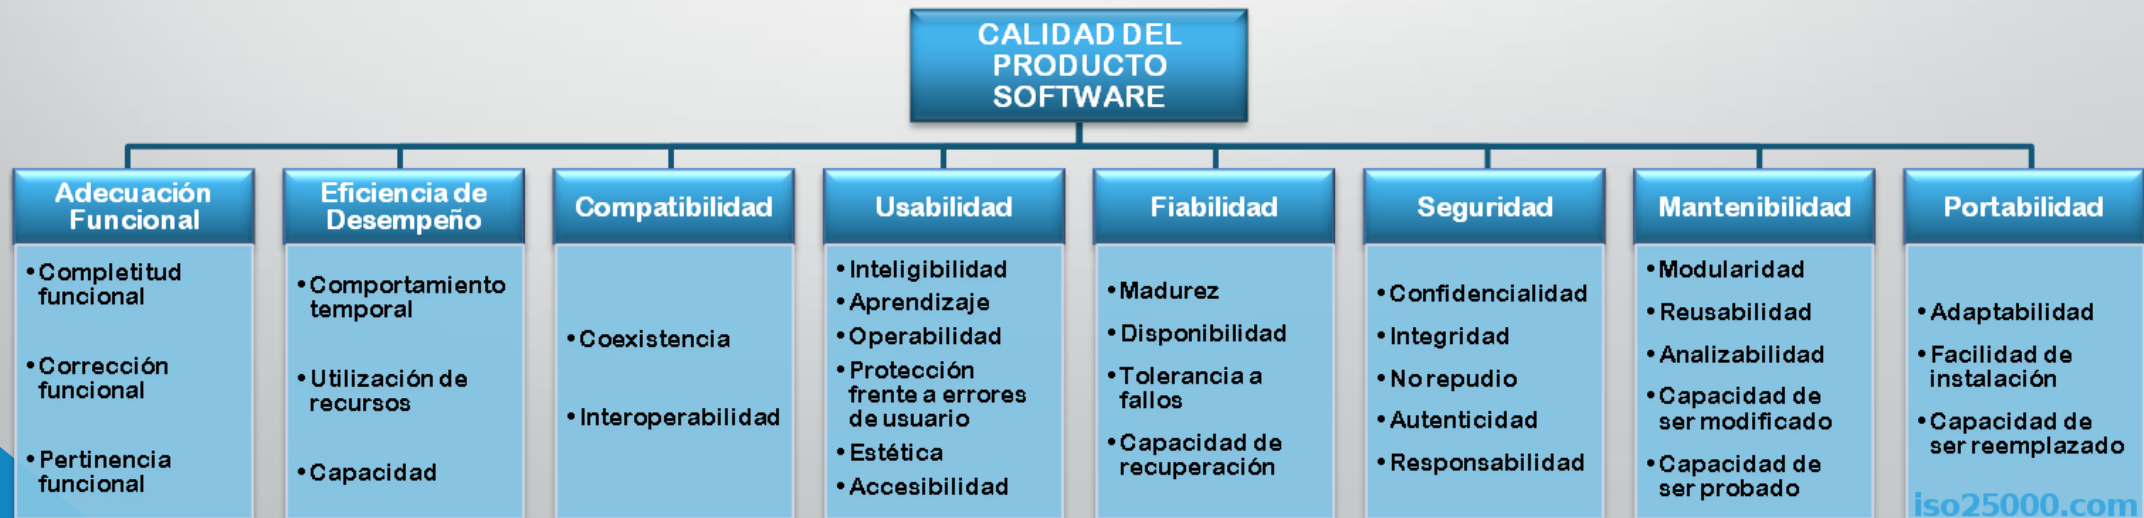 CALIDAD DEL
PRODUCTO
SOFTWARE
Adecuación
Funcional
•Completitud
funcional
•Corrección
funcional
•Pertinencia
funcional
Eficiencia de
Desempeño
•Comportamiento
temporal
•Utilización de
recursos
•Capacidad
Compatibilidad
•Coexistencia
•Interoperabilidad
Usabilidad
•Inteligibilidad
•Aprendizaje
•Operabilidad
•Protección
frente a errores
de usuario
•Estética
•Accesibilidad
Fiabilidad
•Madurez
•Disponibilidad
•Tolerancia a
fallos
•Capacidad de
recuperación
Seguridad
•Confidencialidad
•Integridad
•No repudio
•Autenticidad
•Responsabilidad
Mantenibilidad
•Modularidad
•Reusabilidad
•Analizabilidad
•Capacidad de
ser modificado
•Capacidad de
ser probado
Portabilidad
•Adaptabilidad
•Facilidad de
instalación
•Capacidad de
ser reemplazado
iso25000.com